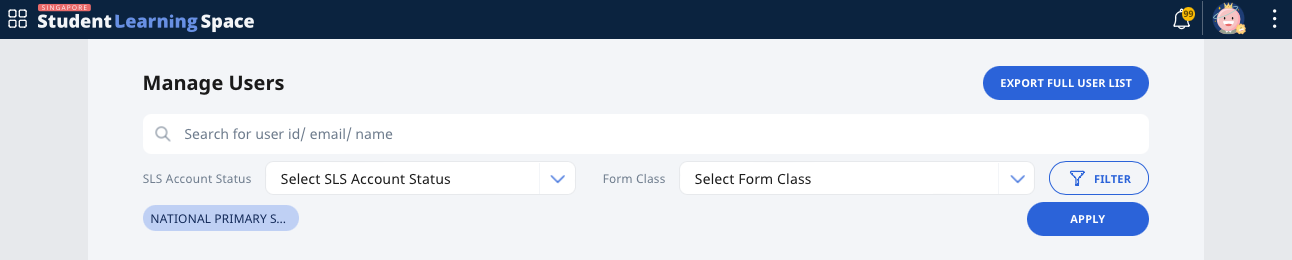 SINGAPORE
Student Learning Space
99
Manage Users
EXPORT FULL USER LIST
Search for user id/ email/ name
SLS Account Status
Select SLS Account Status
Form Class
Select Form Class
FILTER
NATIONAL PRIMARY S...
APPLY